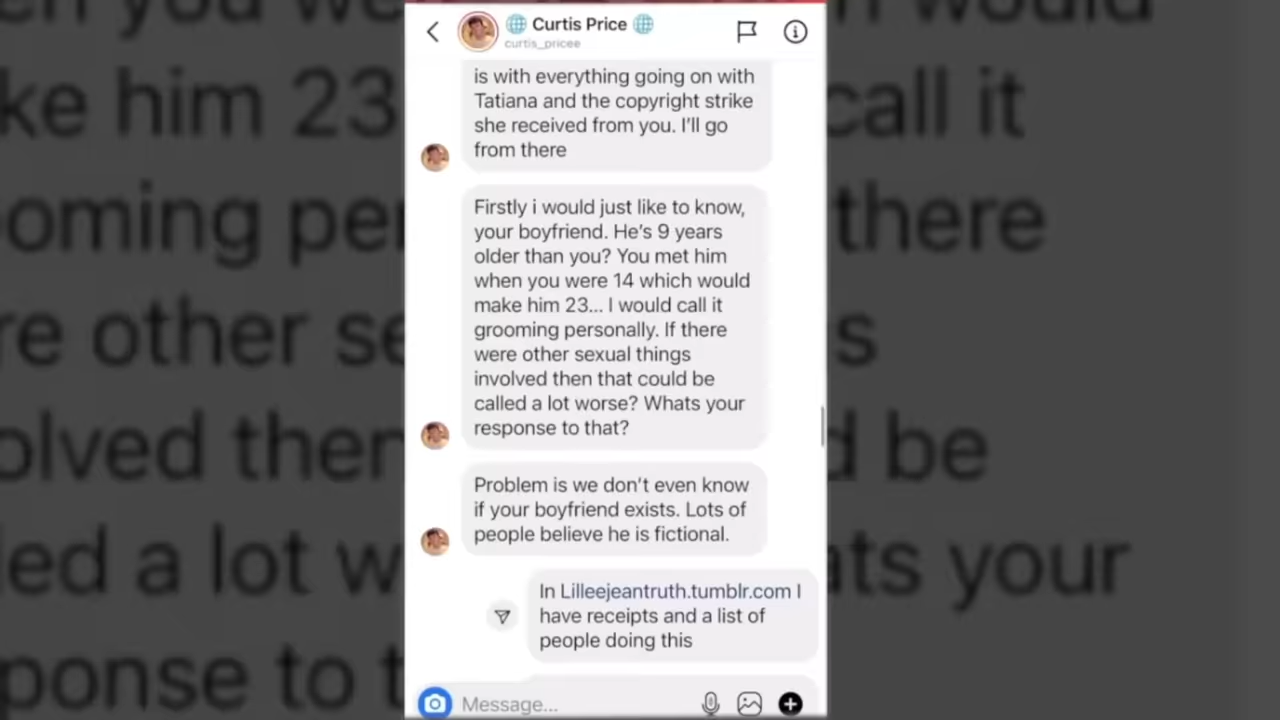 Curtis Price
curtis_pricee
is with everything going on with
Tatiana and the copyright strike
she received from you. I'll go
from there
Firstly i would just like to know,
your boyfriend. He's 9 years
older than you? You met him
when you were 14 which would
make him 23... I would call it
grooming personally. If there
were other sexual things
involved then that could be
called a lot worse? Whats your
response to that?
Problem is we don't even know
if your boyfriend exists. Lots of
people believe he is fictional.
In Lilleejeantruth.tumblr.com I
have receipts and a list of
people doing this
Message...